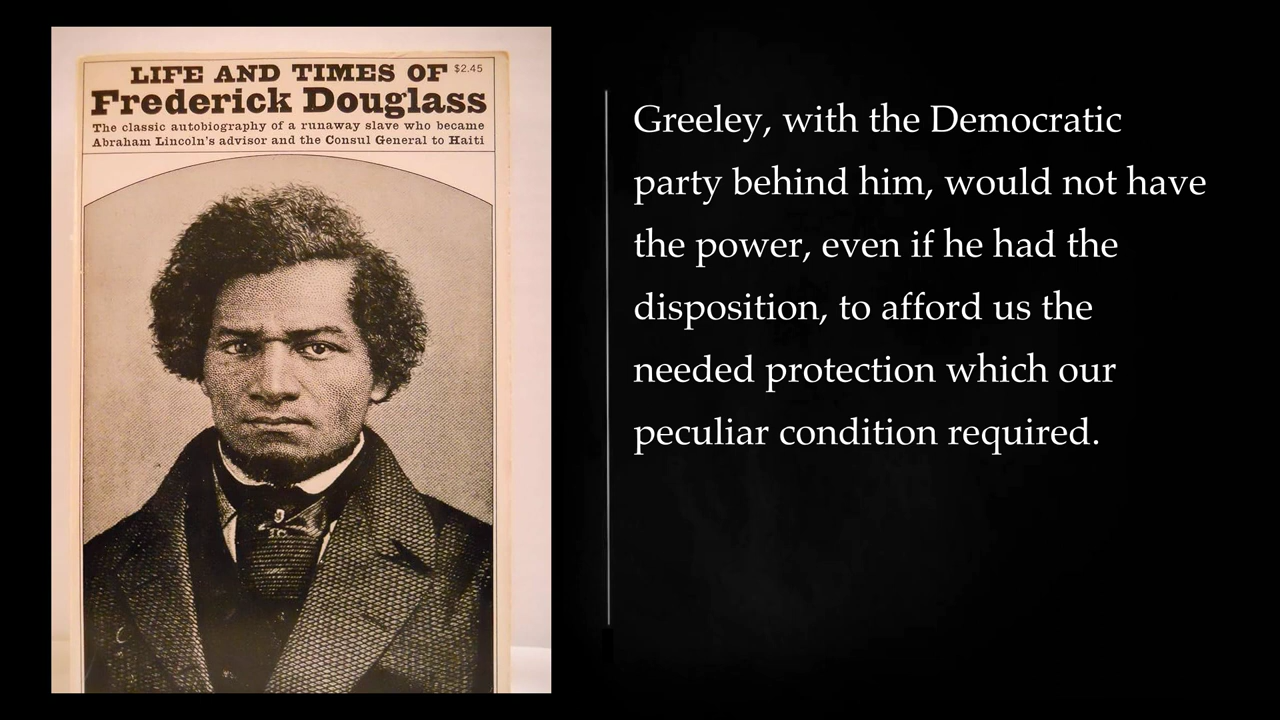 LIFE AND TIMES OF $2.45
Frederick Douglass
The classic autobiography of a runaway slave who became
Abraham Lincoln's advisor and the Consul General to Haiti
Greeley, with the Democratic
party behind him, would not have
the power, even if he had the
disposition, to afford us the
needed protection which our
peculiar condition required.